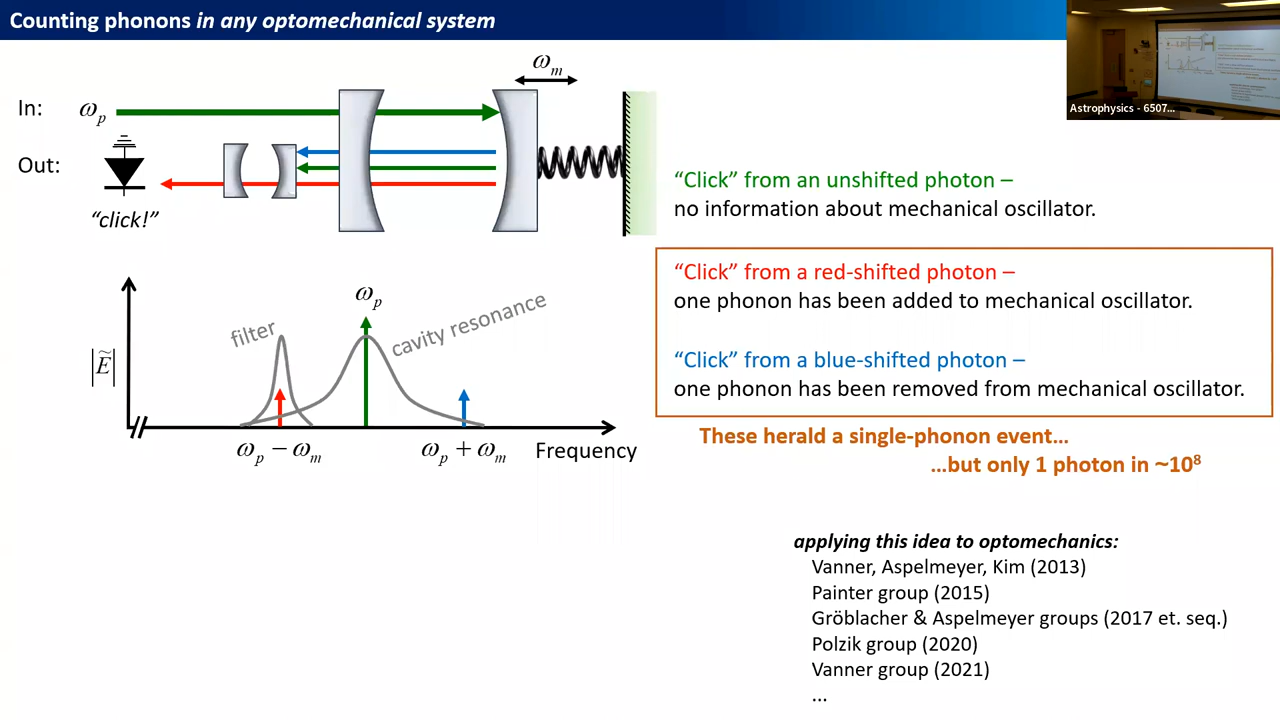 Counting phonons in any optomechanical system
ωm
In: ωp
Out:
"click!"
Astrophysics - 6507...
"Click" from an unshifted photon –
no information about mechanical oscillator.
"Click" from a red-shifted photon –
one phonon has been added to mechanical oscillator.
"Click" from a blue-shifted photon –
one phonon has been removed from mechanical oscillator.
These herald a single-phonon event…
…but only 1 photon in ~10⁸
ωp
filter
cavity resonance
|Ẽ|
ωp − ωm
ωp + ωm
Frequency
applying this idea to optomechanics:
Vanner, Aspelmeyer, Kim (2013)
Painter group (2015)
Gröblacher & Aspelmeyer groups (2017 et. seq.)
Polzik group (2020)
Vanner group (2021)
...